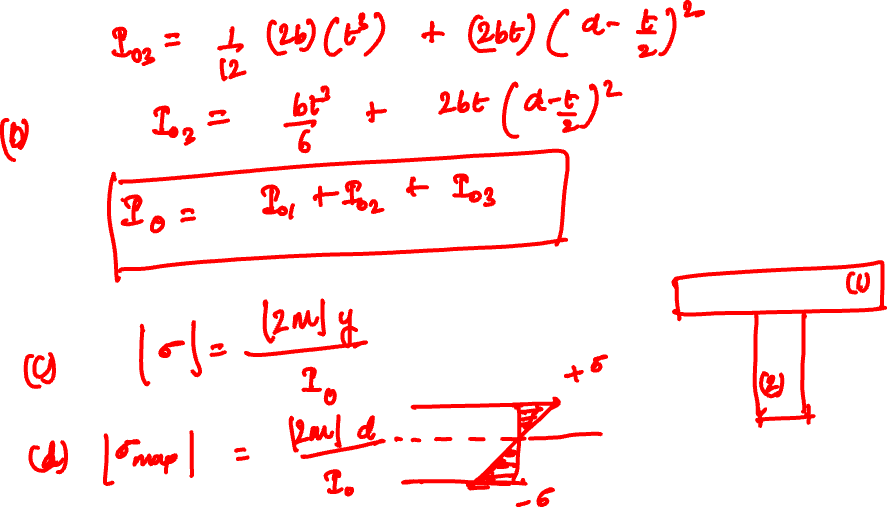 I₀₃ = 1/12 (2b)(t³) + (2bt)(d - t/2)²
(b) I₀₃ = bt³/6 + 2bt (d - t/2)²
I₀ = I₀₁ + I₀₂ + I₀₃
(1)
(c) |σ| = |2M| y / I₀
(2)
+σ
(d) |σmax| = |2M| d / I₀
-σ